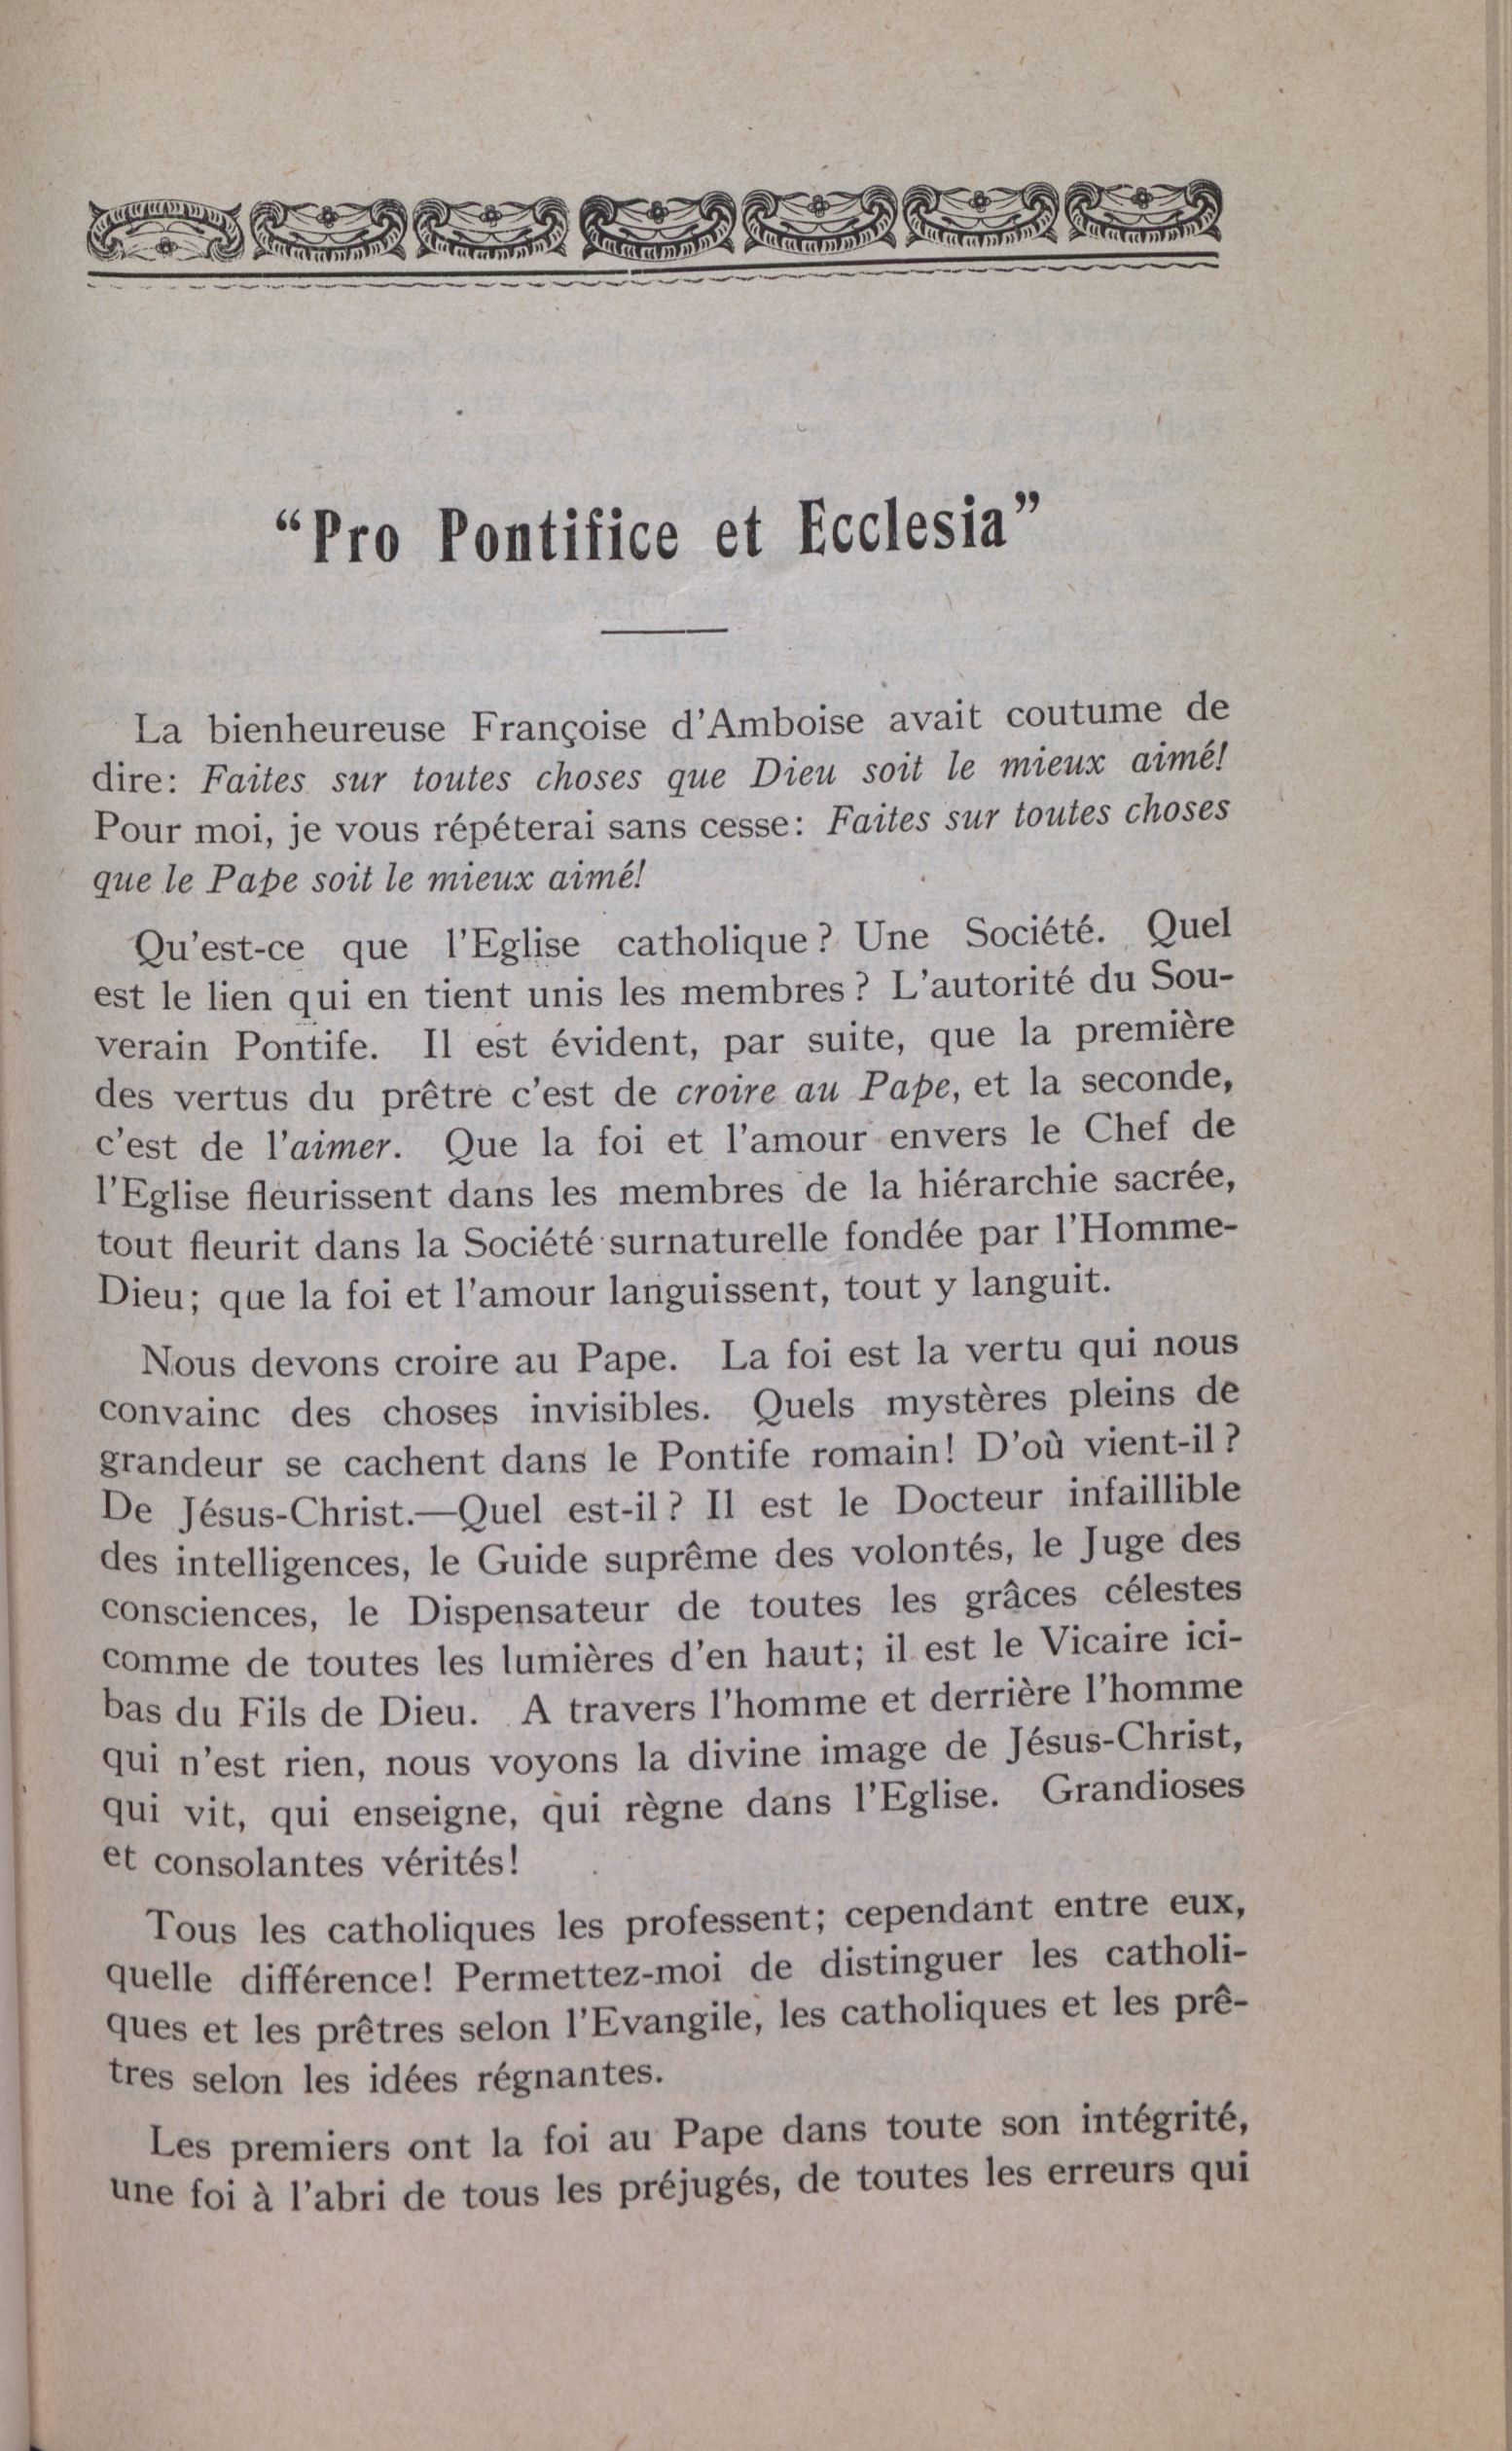 “Pro Pontifice et Ecclesia”
La bienheureuse Françoise d'Amboise avait coutume de
dire: Faites sur toutes choses que Dieu soit le mieux aimé!
Pour moi, je vous répéterai sans cesse: Faites sur toutes choses
que le Pape soit le mieux aimé!
Qu'est-ce que l'Eglise catholique? Une Société. Quel
est le lien qui en tient unis les membres? L'autorité du Sou-
verain Pontife. Il est évident, par suite, que la première
des vertus du prêtre c'est de croire au Pape, et la seconde,
c'est de l'aimer. Que la foi et l'amour envers le Chef de
l'Eglise fleurissent dans les membres de la hiérarchie sacrée,
tout fleurit dans la Société surnaturelle fondée par l'Homme-
Dieu; que la foi et l'amour languissent, tout y languit.
Nous devons croire au Pape. La foi est la vertu qui nous
convainc des choses invisibles. Quels mystères pleins de
grandeur se cachent dans le Pontife romain! D'où vient-il?
De Jésus-Christ.—Quel est-il? Il est le Docteur infaillible
des intelligences, le Guide suprême des volontés, le Juge des
consciences, le Dispensateur de toutes les grâces célestes
comme de toutes les lumières d'en haut; il est le Vicaire ici-
bas du Fils de Dieu. A travers l'homme et derrière l'homme
qui n'est rien, nous voyons la divine image de Jésus-Christ,
qui vit, qui enseigne, qui règne dans l'Eglise. Grandioses
et consolantes vérités!
Tous les catholiques les professent; cependant entre eux,
quelle différence! Permettez-moi de distinguer les catholi-
ques et les prêtres selon l'Evangile, les catholiques et les prê-
tres selon les idées régnantes.
Les premiers ont la foi au Pape dans toute son intégrité,
une foi à l'abri de tous les préjugés, de toutes les erreurs qui